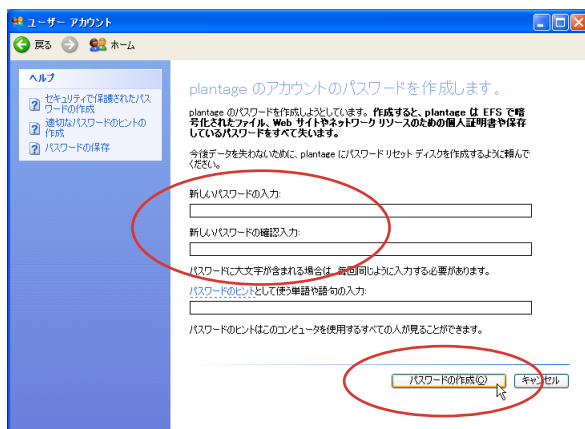 ユーザー アカウント
戻る
ホーム
ヘルプ
セキュリティで保護されたパス
ワードの作成
適切なパスワードのヒントの
作成
パスワードの保存
plantage のアカウントのパスワードを作成します。
plantage のパスワードを作成しようとしています。作成すると、plantage は EFS で暗
号化されたファイル、Web サイトやネットワーク リソースのための個人証明書や保存
しているパスワードをすべて失います。
今後データを失わないために、plantage にパスワード リセット ディスクを作成するように頼んで
ください。
新しいパスワードの入力:
新しいパスワードの確認入力:
パスワードに大文字が含まれる場合は、毎回同じように入力する必要があります。
パスワードのヒントとして使う単語や語句の入力:
パスワードのヒントはこのコンピュータを使用するすべての人が見ることができます。
パスワードの作成(C)
キャンセル